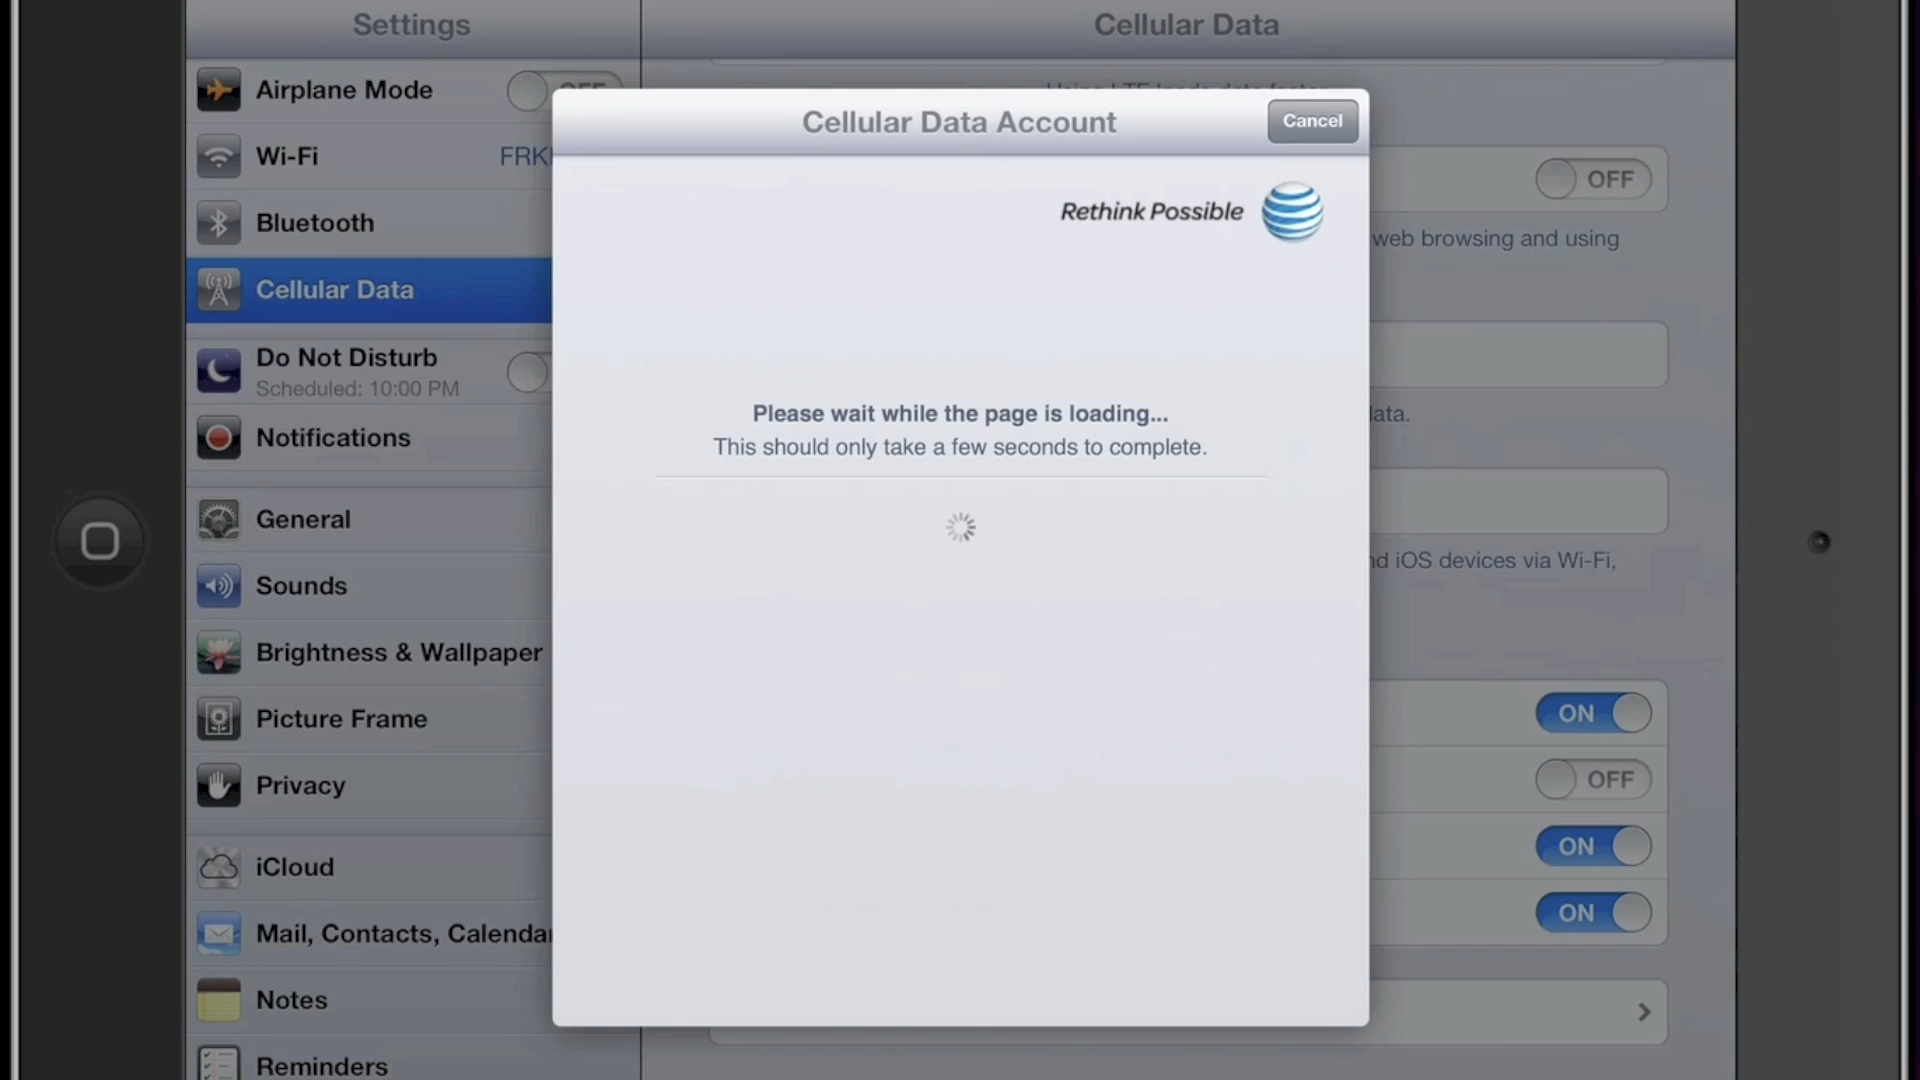 Settings
Cellular Data
Airplane Mode
Wi-Fi
FRK
Bluetooth
Cellular Data
Do Not Disturb
Scheduled: 10:00 PM
Notifications
General
Sounds
Brightness & Wallpaper
Picture Frame
Privacy
iCloud
Mail, Contacts, Calenda
Notes
Reminders
Cellular Data Account
Cancel
Rethink Possible
Please wait while the page is loading...
This should only take a few seconds to complete.
OFF
web browsing and using
data.
nd iOS devices via Wi-Fi,
ON
OFF
ON
ON